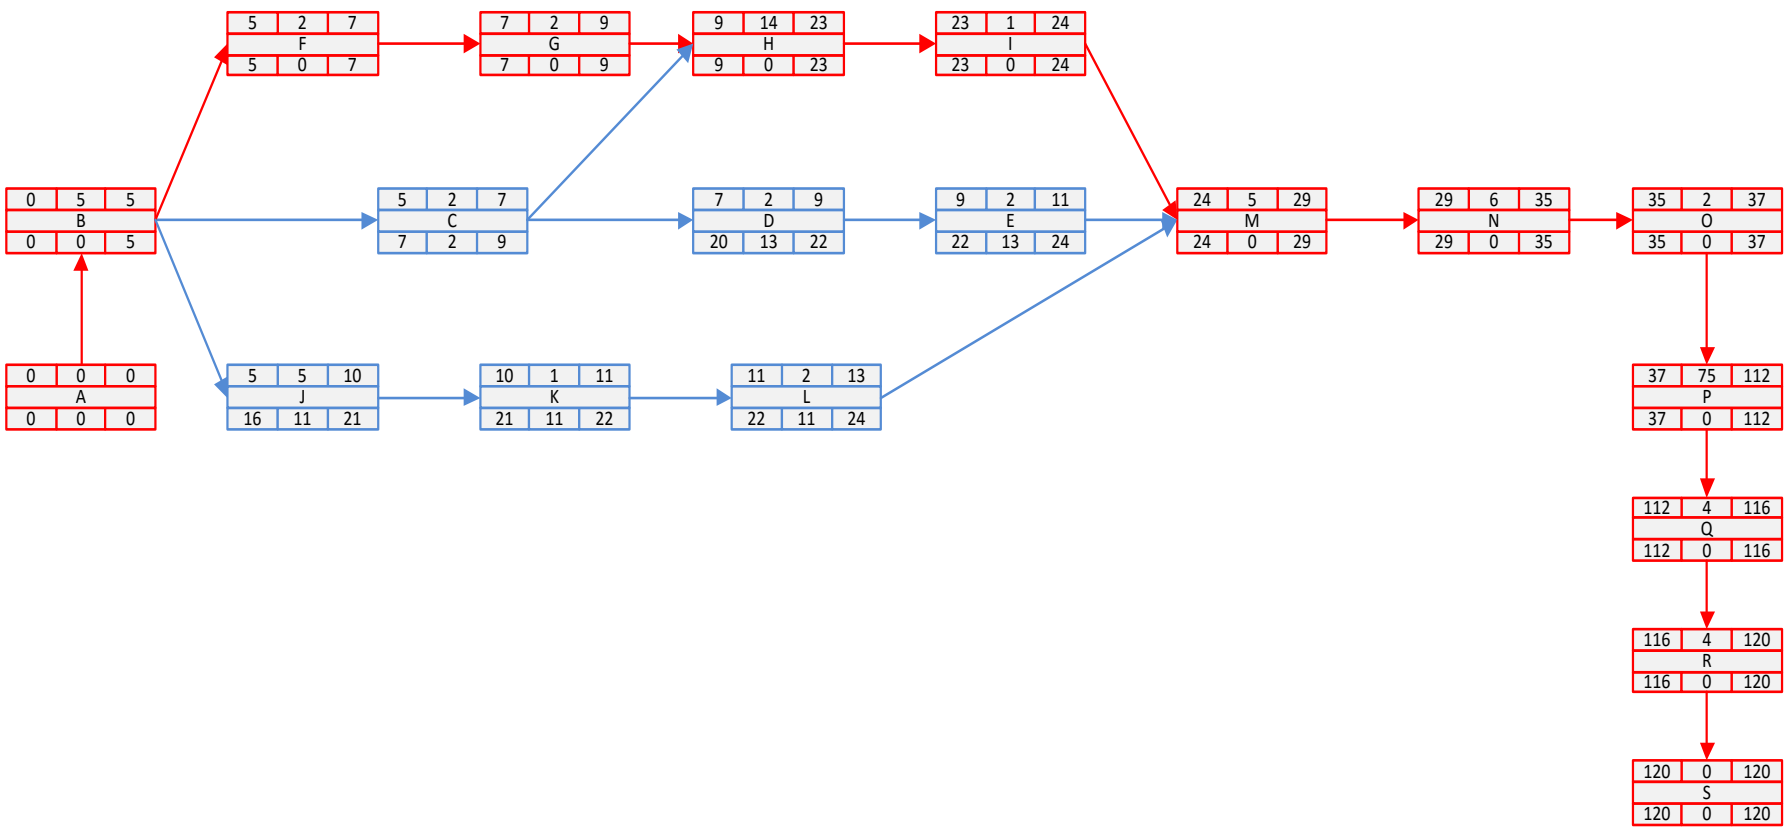 5 2 7
F
5 0 7
7 2 9
G
7 0 9
9 14 23
H
9 0 23
23 1 24
I
23 0 24
0 5 5
B
0 0 5
5 2 7
C
7 2 9
7 2 9
D
20 13 22
9 2 11
E
22 13 24
24 5 29
M
24 0 29
29 6 35
N
29 0 35
35 2 37
O
35 0 37
0 0 0
A
0 0 0
5 5 10
J
16 11 21
10 1 11
K
21 11 22
11 2 13
L
22 11 24
37 75 112
P
37 0 112
112 4 116
Q
112 0 116
116 4 120
R
116 0 120
120 0 120
S
120 0 120